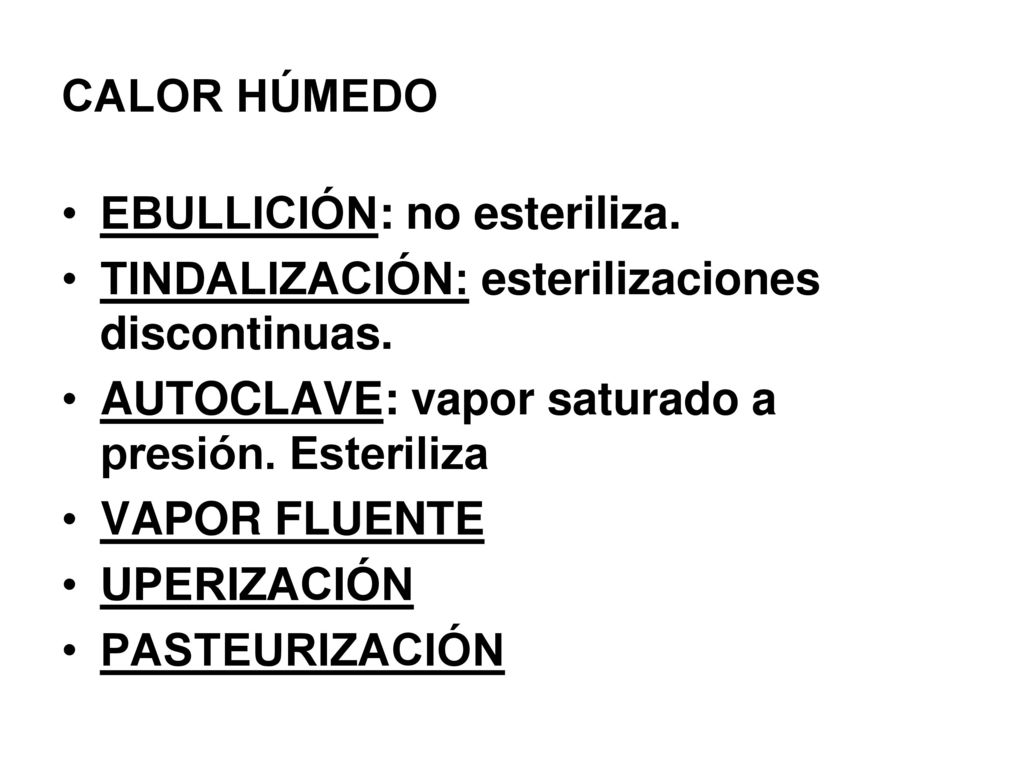 CALOR HÚMEDO
• EBULLICIÓN: no esteriliza.
• TINDALIZACIÓN: esterilizaciones
discontinuas.
• AUTOCLAVE: vapor saturado a
presión. Esteriliza
• VAPOR FLUENTE
• UPERIZACIÓN
• PASTEURIZACIÓN